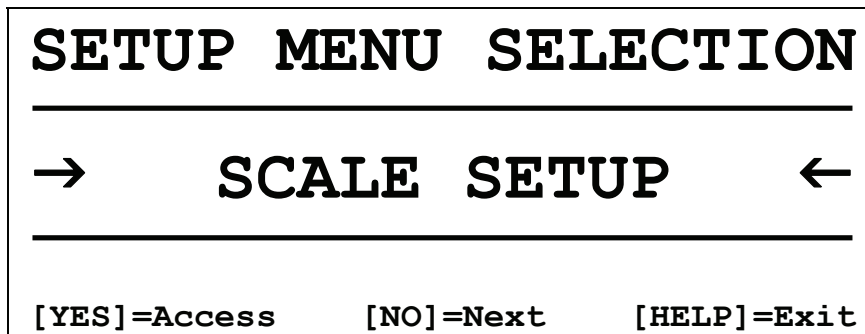 SETUP MENU SELECTION
→ SCALE SETUP ←
[YES]=Access [NO]=Next [HELP]=Exit